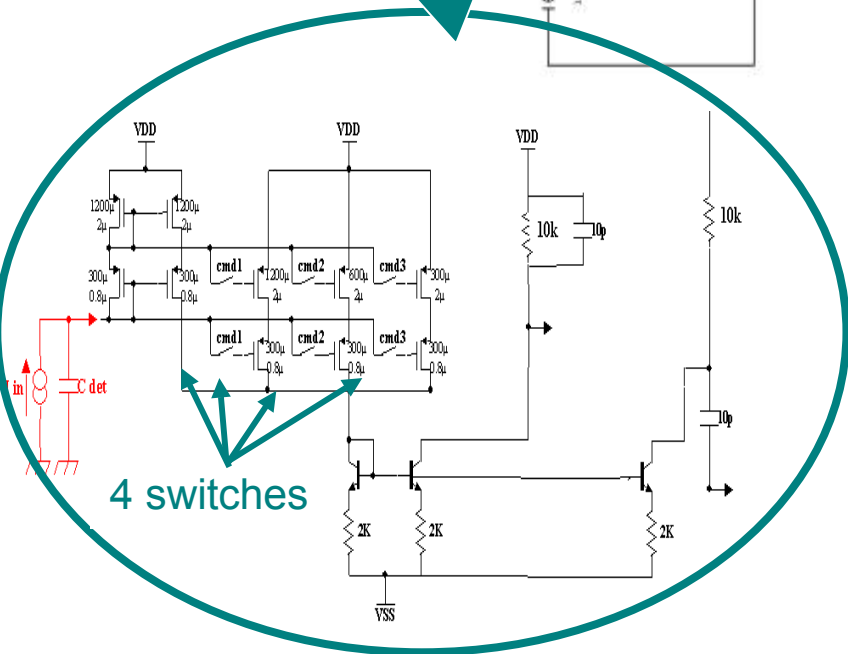 VDD
VDD
VDD
1200μ
2μ
1200μ
2μ
10k
10p
10k
300μ
0.8μ
300μ
0.8μ
cmd1
1200μ
2μ
cmd2
600μ
2μ
cmd3
300μ
2μ
cmd1
300μ
0.8μ
cmd2
300μ
0.8μ
cmd3
300μ
0.8μ
in
C det
10p
4 switches
2K
2K
2K
VSS